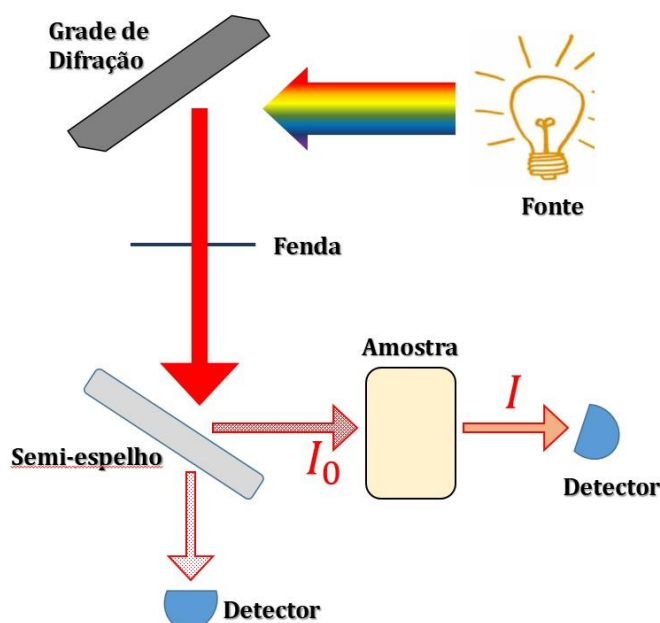 Grade de
Difração
Fonte
Fenda
Amostra
I
I₀
Semi-espelho
Detector
Detector